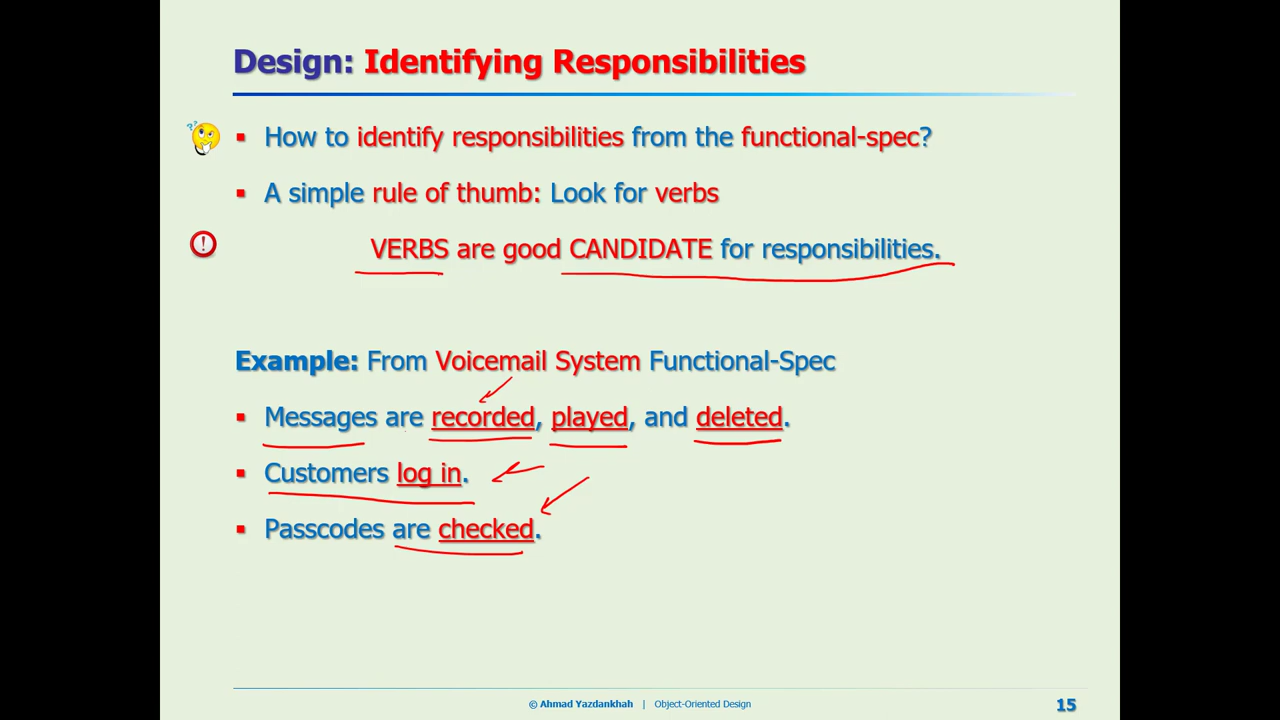 Design: Identifying Responsibilities
How to identify responsibilities from the functional-spec?
A simple rule of thumb: Look for verbs
VERBS are good CANDIDATE for responsibilities.
Example: From Voicemail System Functional-Spec
Messages are recorded, played, and deleted.
Customers log in.
Passcodes are checked.
© Ahmad Yazdankhah | Object-Oriented Design
15